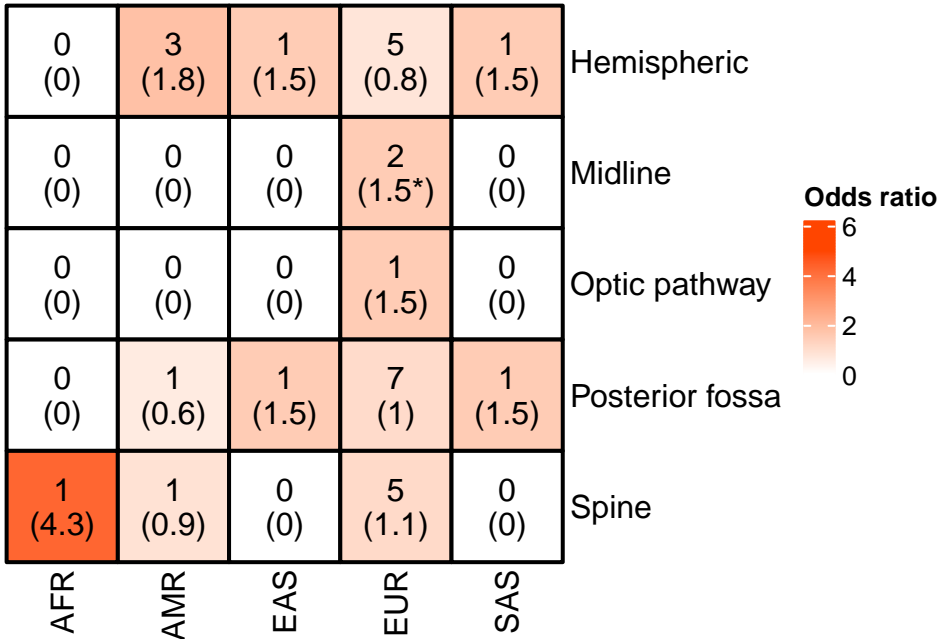 0 3 1 5 1
(0) (1.8) (1.5) (0.8) (1.5)
Hemispheric
0 0 0 2 0
(0) (0) (0) (1.5*) (0)
Midline
0 0 0 1 0
(0) (0) (0) (1.5) (0)
Optic pathway
0 1 1 7 1
(0) (0.6) (1.5) (1) (1.5)
Posterior fossa
1 1 0 5 0
(4.3) (0.9) (0) (1.1) (0)
Spine
AFR
AMR
EAS
EUR
SAS
Odds ratio
6
4
2
0